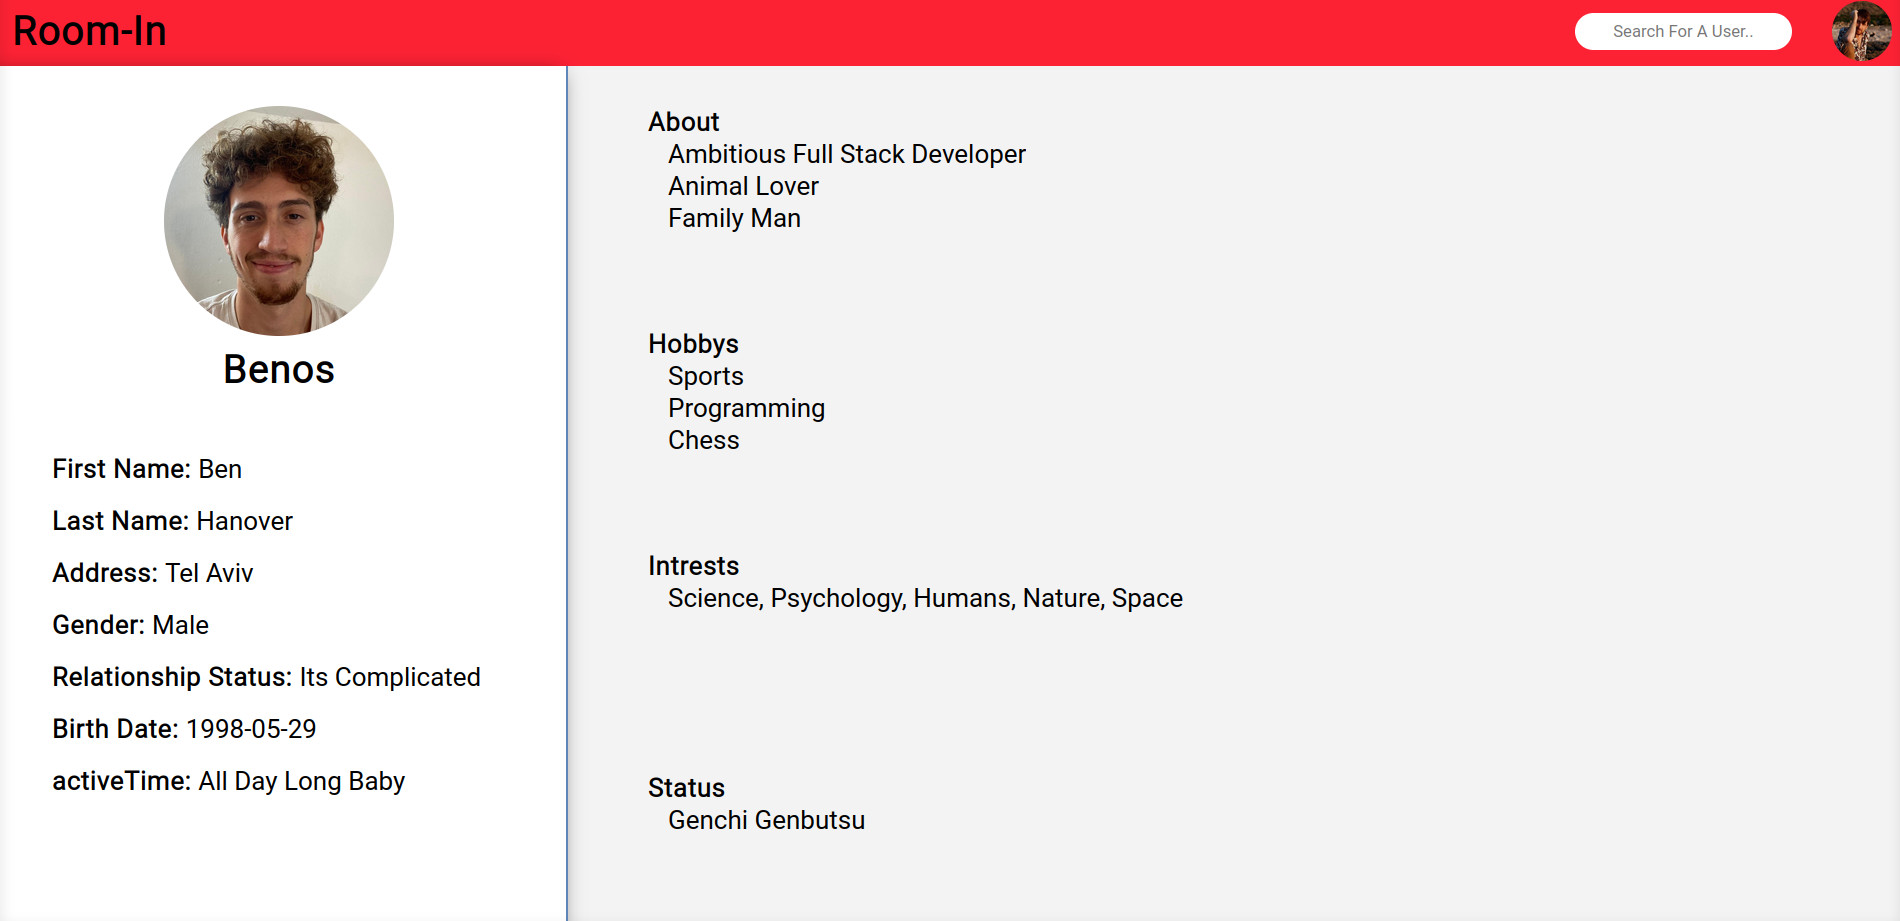 Room-In
Search For A User..
Benos
First Name: Ben
Last Name: Hanover
Address: Tel Aviv
Gender: Male
Relationship Status: Its Complicated
Birth Date: 1998-05-29
activeTime: All Day Long Baby
About
Ambitious Full Stack Developer
Animal Lover
Family Man
Hobbys
Sports
Programming
Chess
Intrests
Science, Psychology, Humans, Nature, Space
Status
Genchi Genbutsu